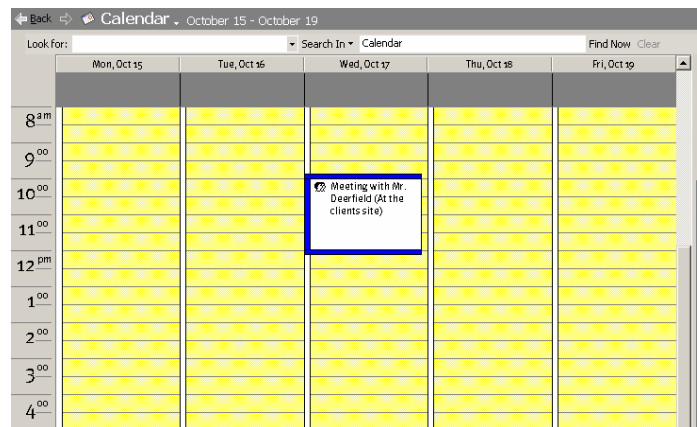 Back Calendar October 15 - October 19
Look for: Search In Calendar Find Now Clear
Mon, Oct 15 Tue, Oct 16 Wed, Oct 17 Thu, Oct 18 Fri, Oct 19
8 am
9 00
10 00
Meeting with Mr.
Deerfield (At the
clients site)
11 00
12 pm
1 00
2 00
3 00
4 00